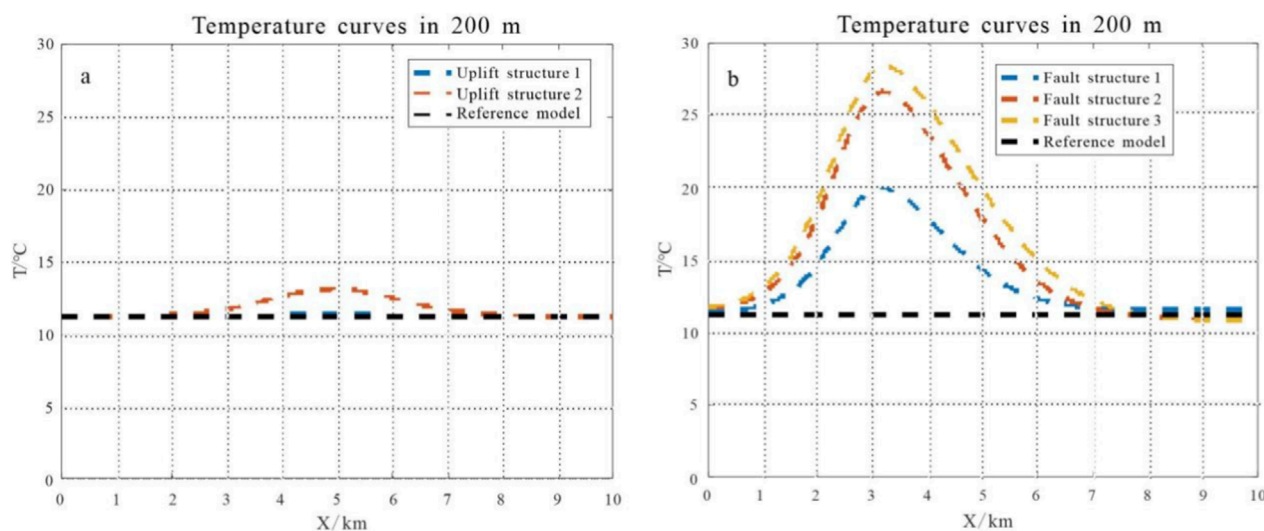 Temperature curves in 200 m
a
Uplift structure 1
Uplift structure 2
Reference model
T/°C
30
25
20
15
10
5
0
0 1 2 3 4 5 6 7 8 9 10
X/km
Temperature curves in 200 m
b
Fault structure 1
Fault structure 2
Fault structure 3
Reference model
T/°C
30
25
20
15
10
5
0
0 1 2 3 4 5 6 7 8 9 10
X/km